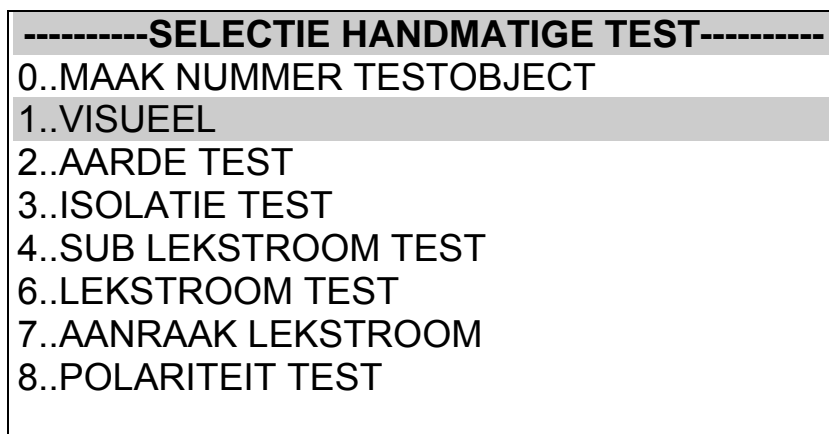 ----------SELECTIE HANDMATIGE TEST----------
0..MAAK NUMMER TESTOBJECT
1..VISUEEL
2..AARDE TEST
3..ISOLATIE TEST
4..SUB LEKSTROOM TEST
6..LEKSTROOM TEST
7..AANRAAK LEKSTROOM
8..POLARITEIT TEST